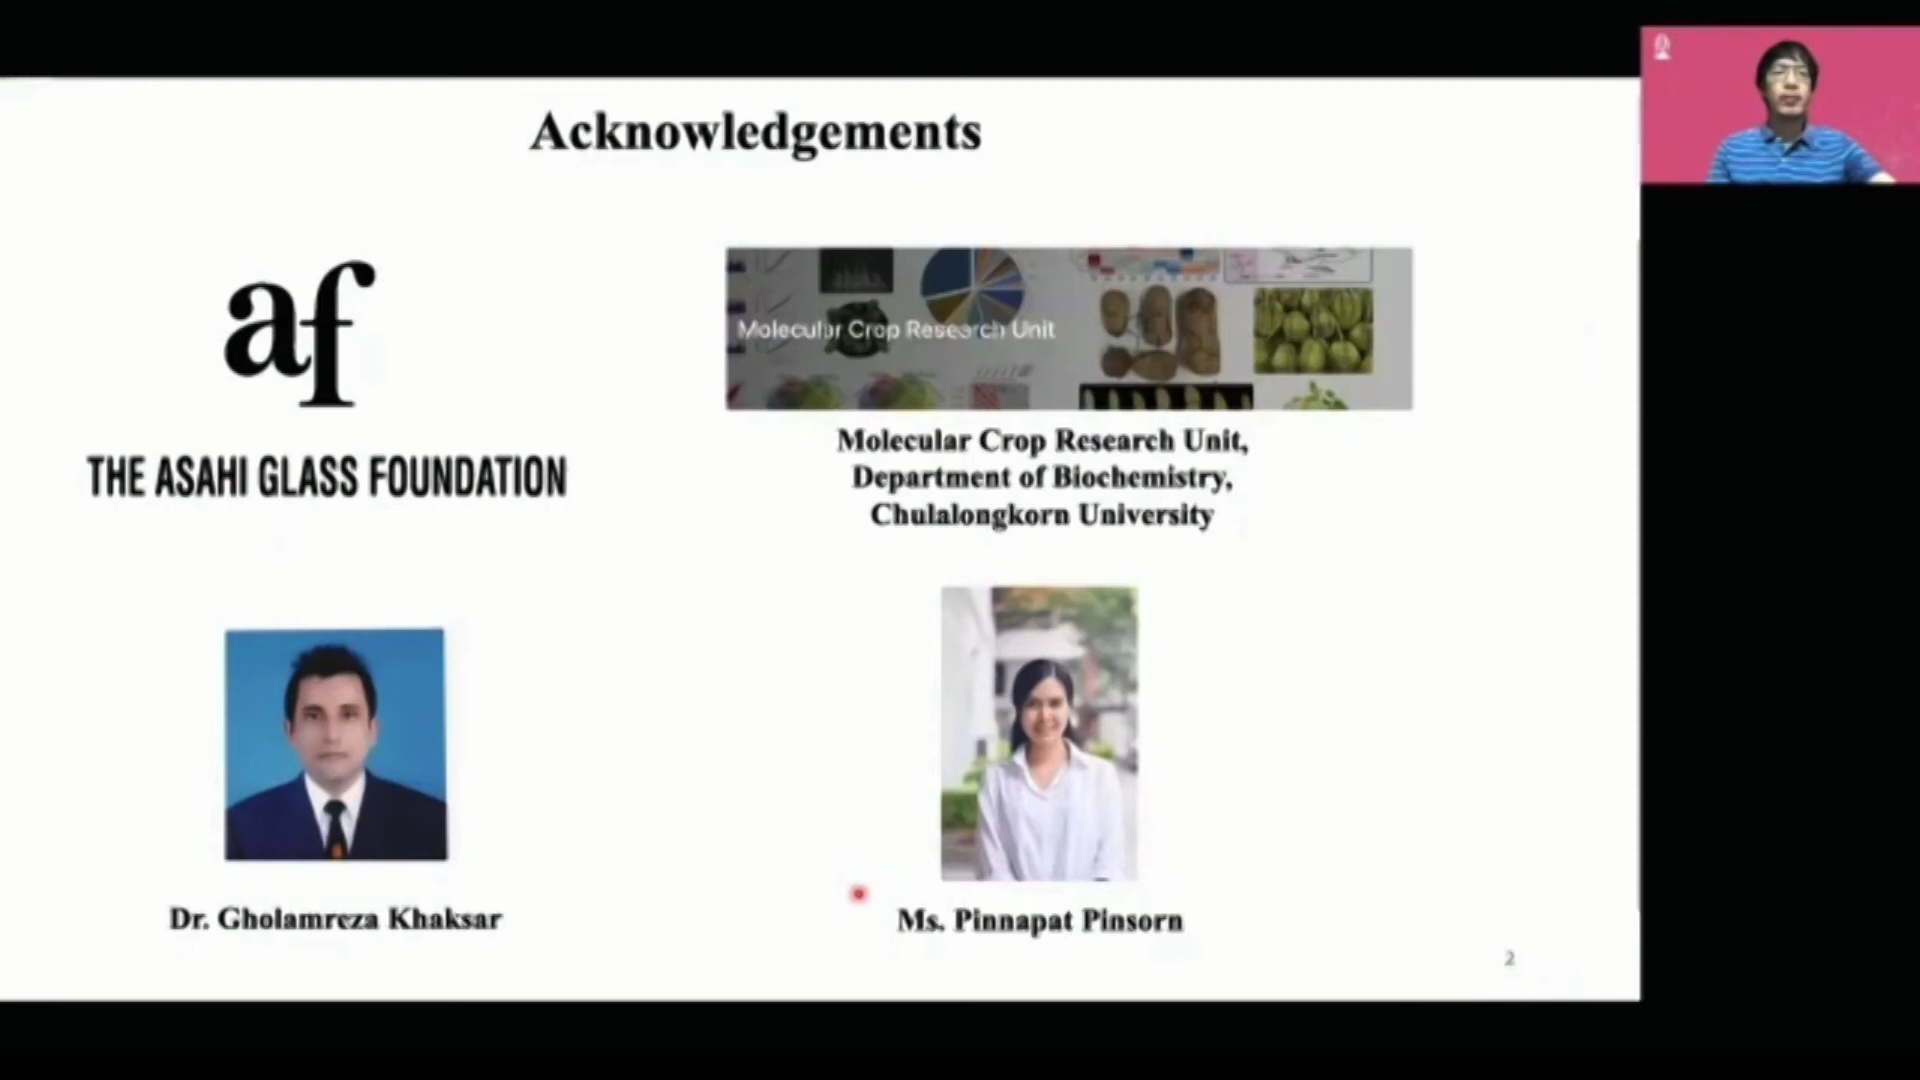 Acknowledgements
af
THE ASAHI GLASS FOUNDATION
Molecular Crop Research Unit
Molecular Crop Research Unit,
Department of Biochemistry,
Chulalongkorn University
Dr. Gholamreza Khaksar
Ms. Pinnapat Pinsorn
2